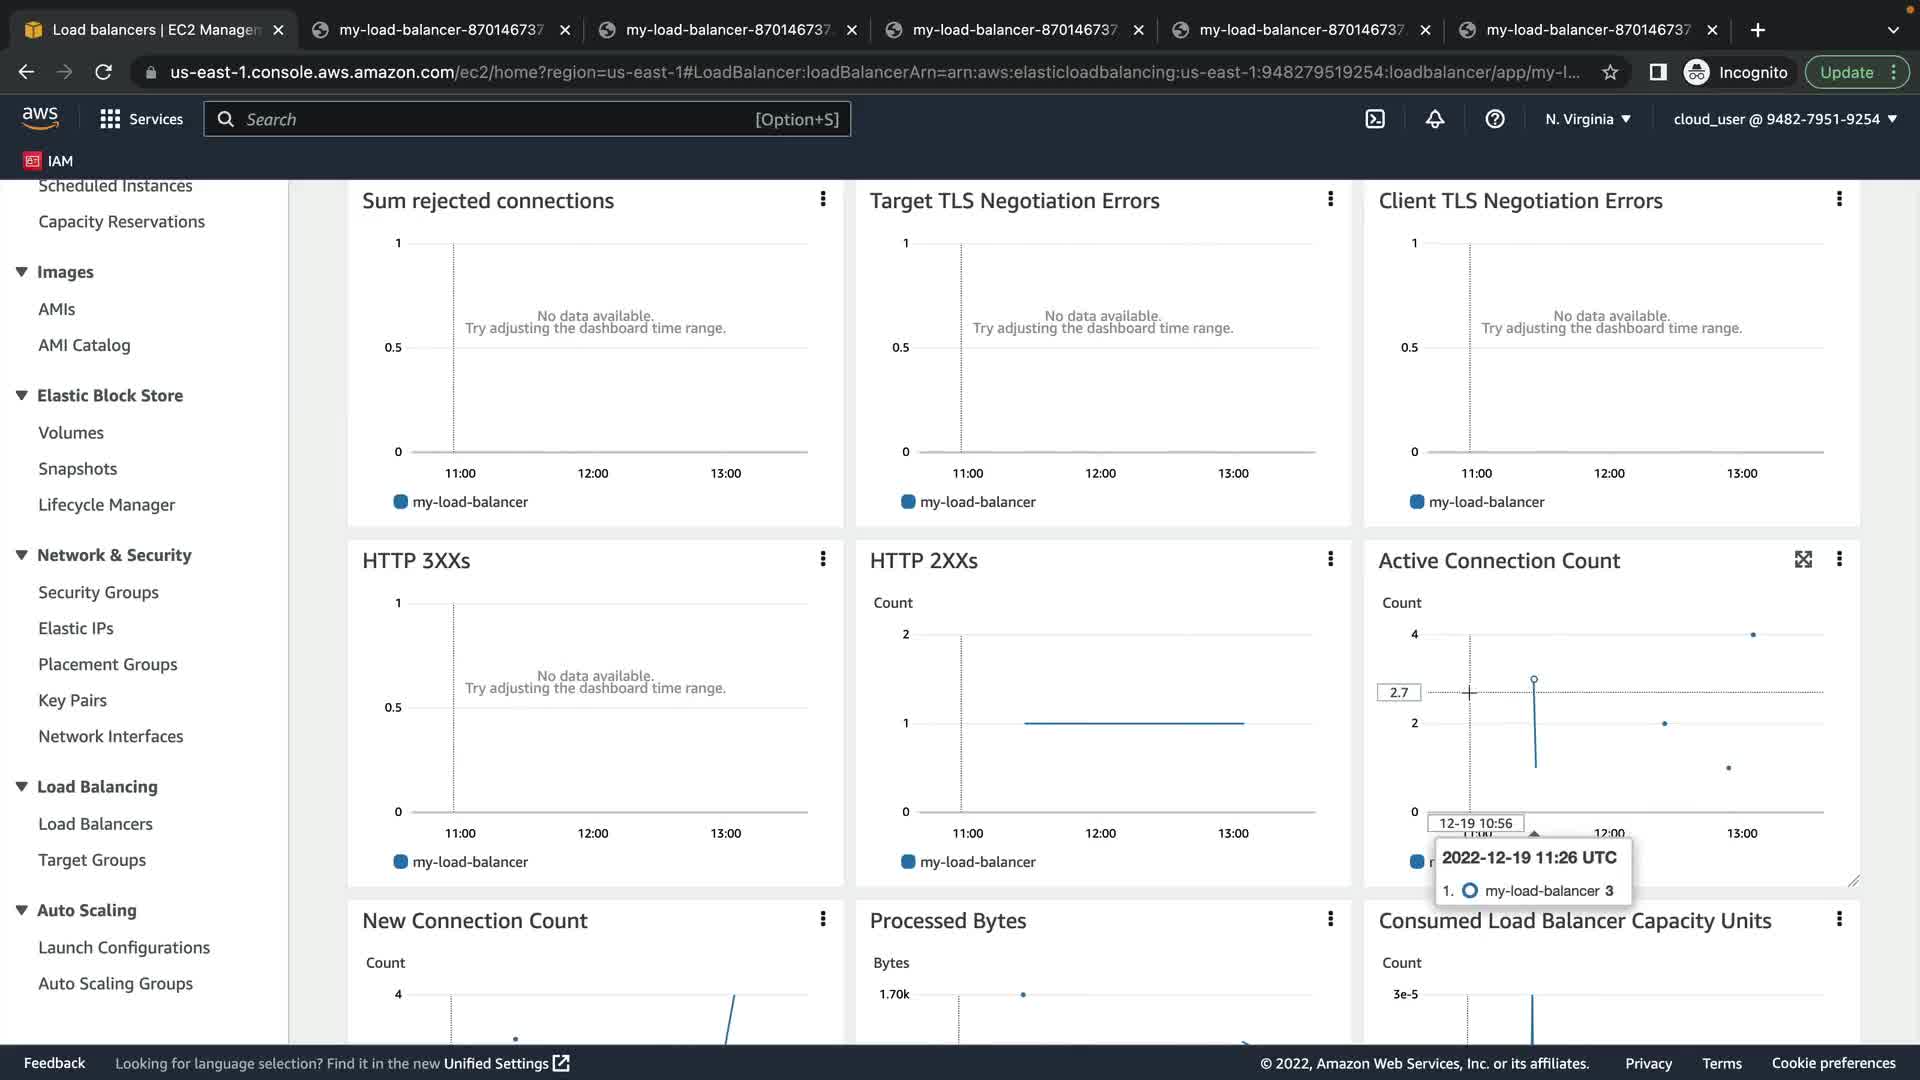 Load balancers | EC2 Managem
my-load-balancer-870146737
my-load-balancer-870146737.
my-load-balancer-870146737
my-load-balancer-870146737.
my-load-balancer-870146737
us-east-1.console.aws.amazon.com/ec2/home?region=us-east-1#LoadBalancer:loadBalancerArn=arn:aws:elasticloadbalancing:us-east-1:948279519254:loadbalancer/app/my-l...
Incognito
Update
aws
Services
Search
[Option+S]
N. Virginia
cloud_user @ 9482-7951-9254
IAM
Scheduled Instances
Capacity Reservations
Images
AMIs
AMI Catalog
Elastic Block Store
Volumes
Snapshots
Lifecycle Manager
Network & Security
Security Groups
Elastic IPs
Placement Groups
Key Pairs
Network Interfaces
Load Balancing
Load Balancers
Target Groups
Auto Scaling
Launch Configurations
Auto Scaling Groups
Sum rejected connections
1
No data available.
Try adjusting the dashboard time range.
0.5
0
11:00 12:00 13:00
my-load-balancer
Target TLS Negotiation Errors
1
No data available.
Try adjusting the dashboard time range.
0.5
0
11:00 12:00 13:00
my-load-balancer
Client TLS Negotiation Errors
1
No data available.
Try adjusting the dashboard time range.
0.5
0
11:00 12:00 13:00
my-load-balancer
HTTP 3XXs
1
No data available.
Try adjusting the dashboard time range.
0.5
0
11:00 12:00 13:00
my-load-balancer
HTTP 2XXs
Count
2
1
0
11:00 12:00 13:00
my-load-balancer
Active Connection Count
Count
4
2.7
2
0
12-19 10:56
11:00 12:00 13:00
2022-12-19 11:26 UTC
1. my-load-balancer 3
New Connection Count
Count
4
Processed Bytes
Bytes
1.70k
Consumed Load Balancer Capacity Units
Count
3e-5
Feedback
Looking for language selection? Find it in the new Unified Settings
© 2022, Amazon Web Services, Inc. or its affiliates.
Privacy
Terms
Cookie preferences